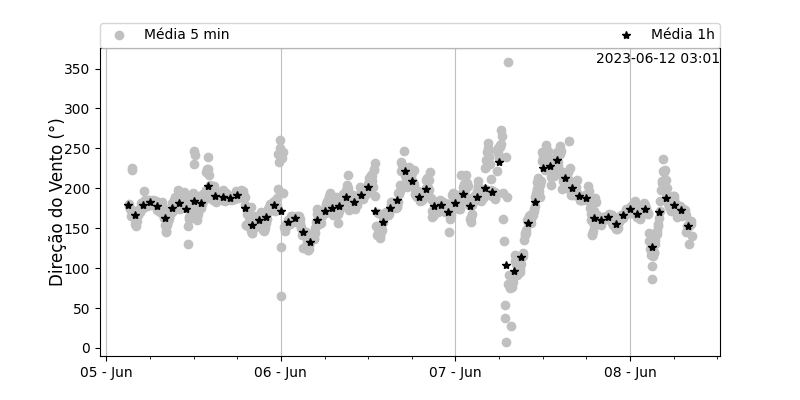 Média 5 min
Média 1h
2023-06-12 03:01
Direção do Vento (°)
350
300
250
200
150
100
50
0
05 - Jun
06 - Jun
07 - Jun
08 - Jun